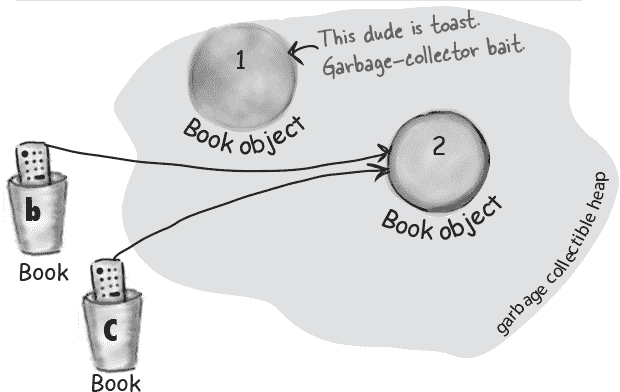 1
This dude is toast.
Garbage-collector bait.
Book object
2
Book object
b
Book
c
Book
garbage collectible heap